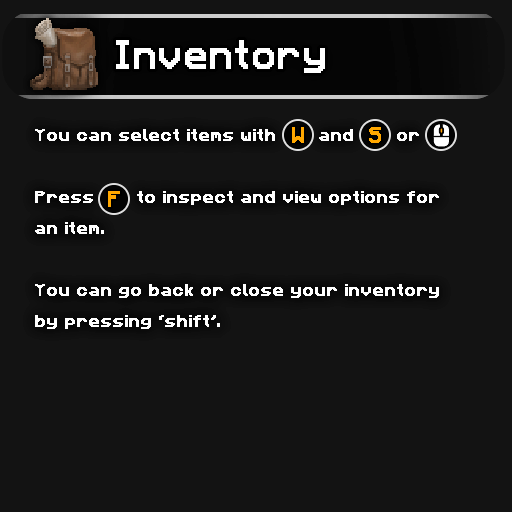 Inventory
You can select items with W and S or
Press F to inspect and view options for
an item.
You can go back or close your inventory
by pressing 'shift'.